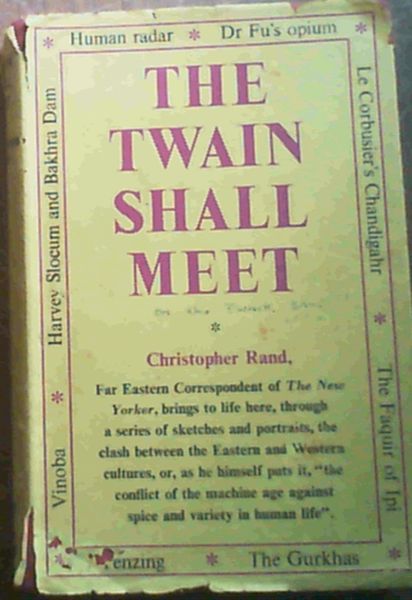 Human radar * Dr Fu's opium *
Le Corbusier's Chandigahr * The Faquir of Ipi
Vinoba * Harvey Slocum and Bakhra Dam *
THE
TWAIN
SHALL
MEET
*
Christopher Rand,
Far Eastern Correspondent of The New
Yorker, brings to life here, through
a series of sketches and portraits, the
clash between the Eastern and Western
cultures, or, as he himself puts it, "the
conflict of the machine age against
spice and variety in human life".
enzing * The Gurkhas *